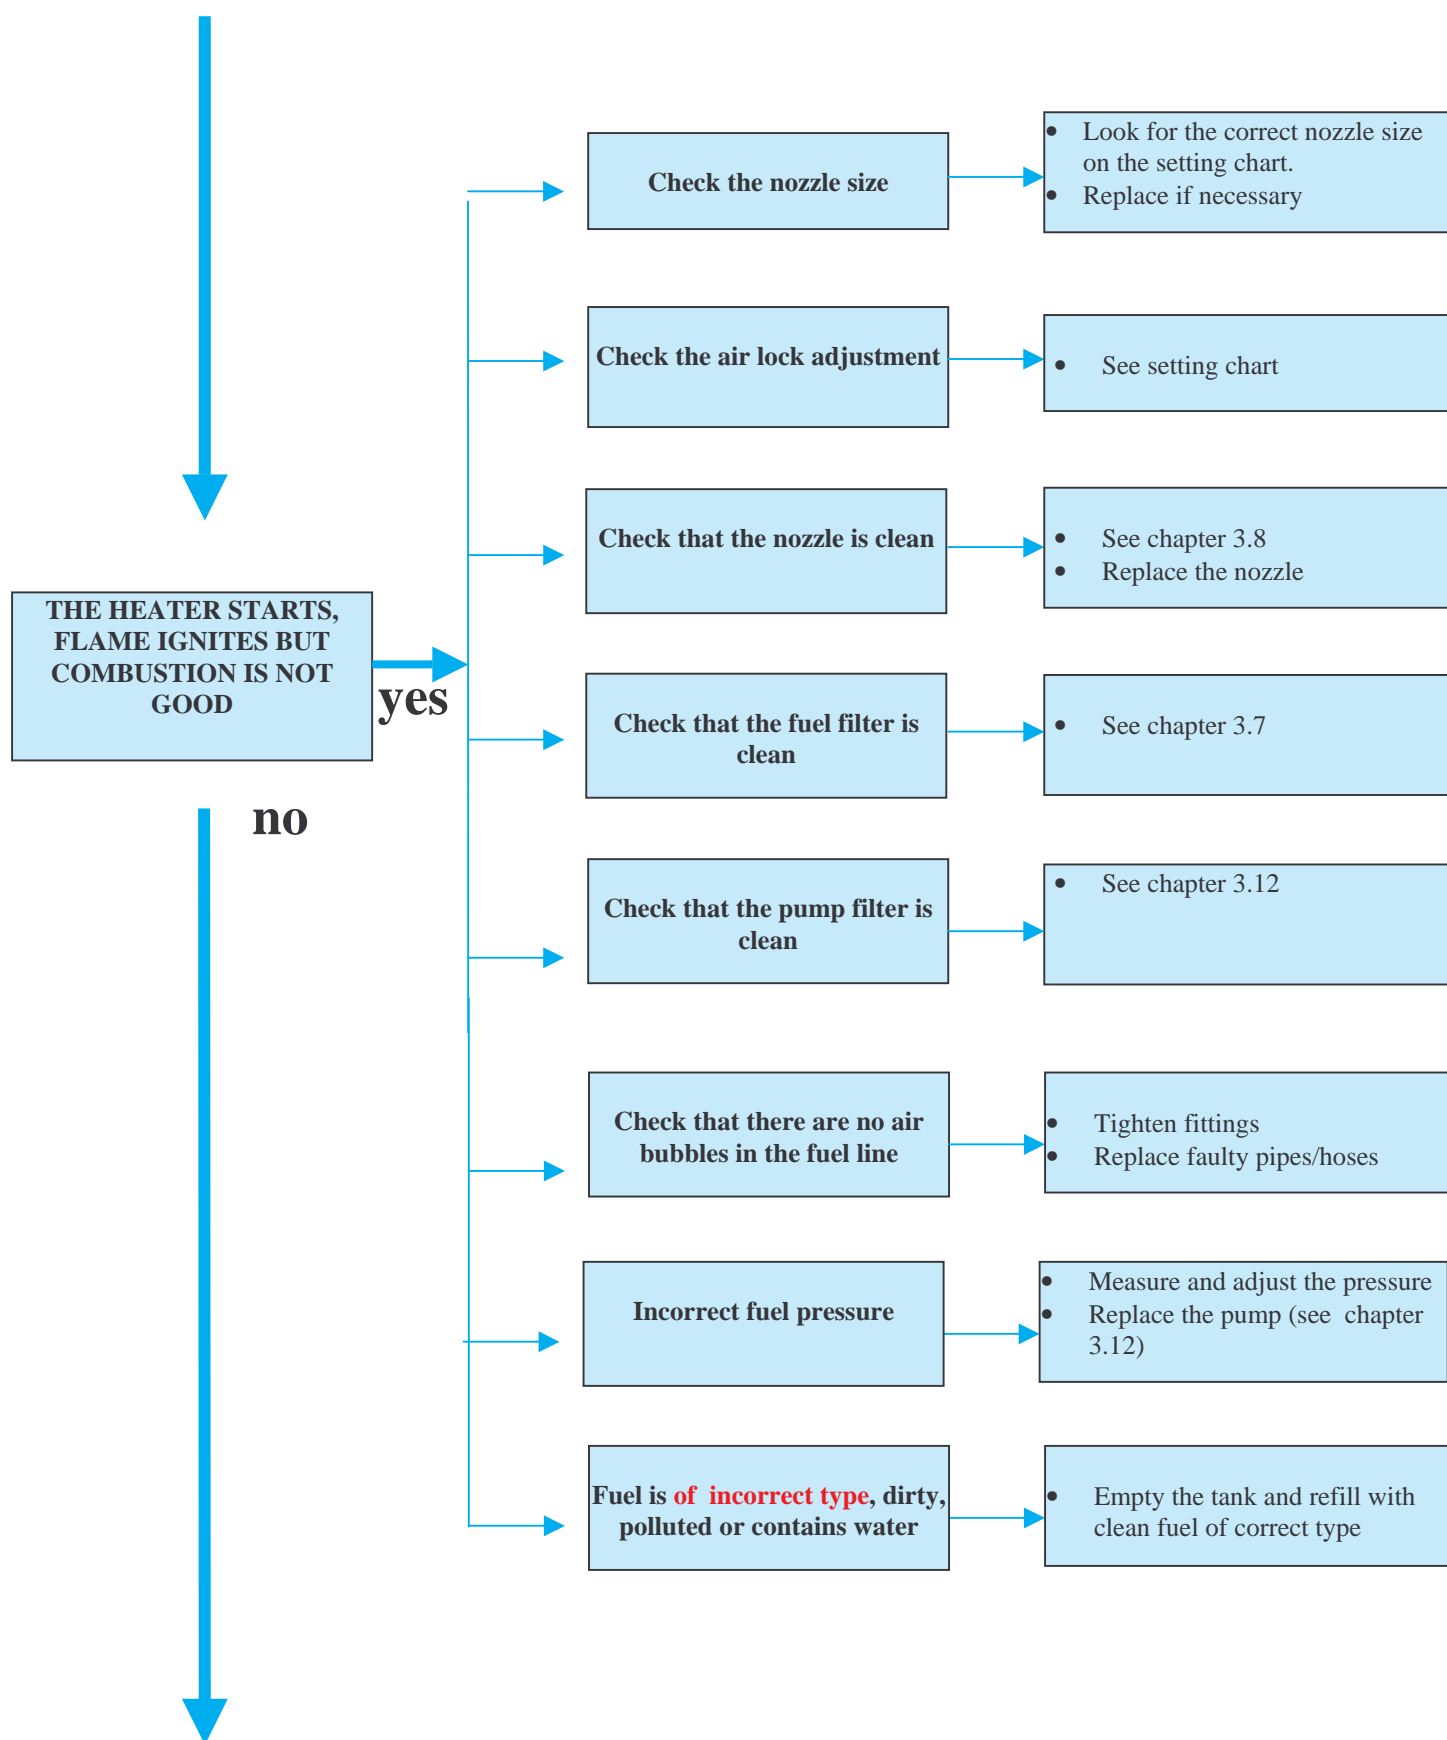 Check the nozzle size
• Look for the correct nozzle size
on the setting chart.
• Replace if necessary
Check the air lock adjustment
• See setting chart
Check that the nozzle is clean
• See chapter 3.8
• Replace the nozzle
THE HEATER STARTS,
FLAME IGNITES BUT
COMBUSTION IS NOT
GOOD
yes
no
Check that the fuel filter is
clean
• See chapter 3.7
Check that the pump filter is
clean
• See chapter 3.12
Check that there are no air
bubbles in the fuel line
• Tighten fittings
• Replace faulty pipes/hoses
Incorrect fuel pressure
• Measure and adjust the pressure
• Replace the pump (see chapter
3.12)
Fuel is of incorrect type, dirty,
polluted or contains water
• Empty the tank and refill with
clean fuel of correct type